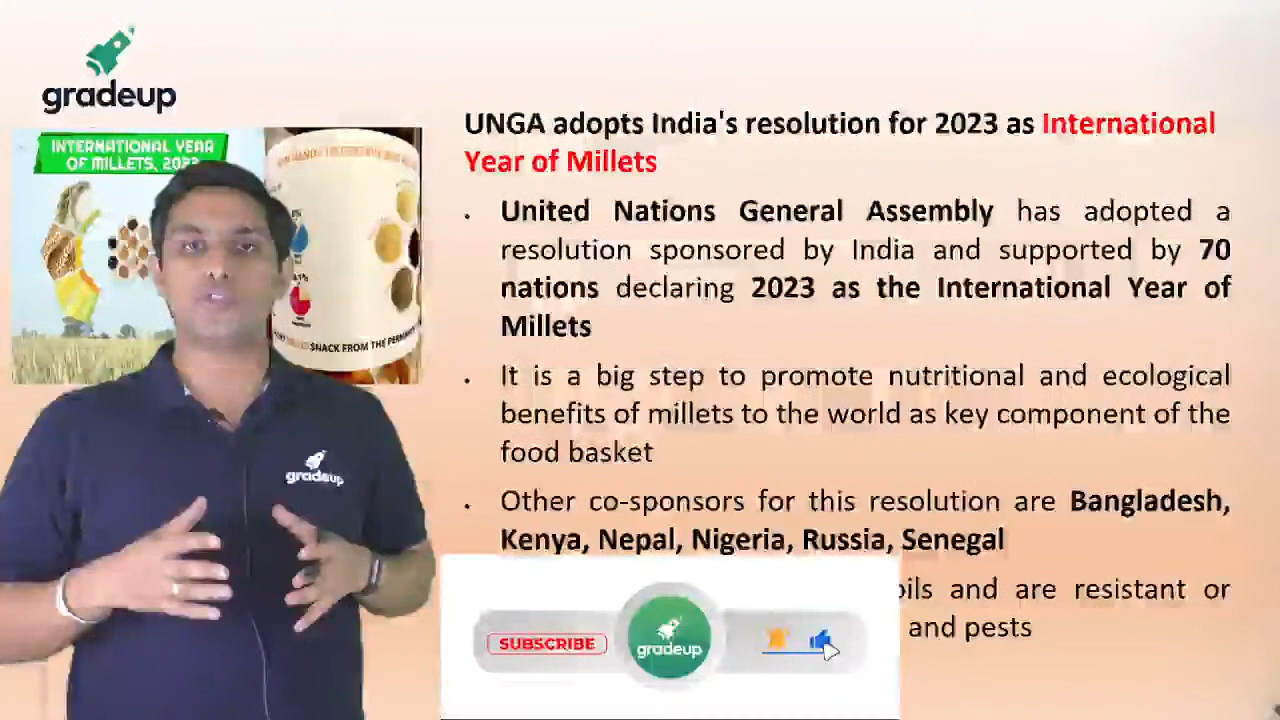 gradeup
UNGA adopts India's resolution for 2023 as International
Year of Millets
INTERNATIONAL YEAR
OF MILLETS, 2023
SNACK FROM THE
• United Nations General Assembly has adopted a
resolution sponsored by India and supported by 70
nations declaring 2023 as the International Year of
Millets
• It is a big step to promote nutritional and ecological
benefits of millets to the world as key component of the
food basket
• Other co-sponsors for this resolution are Bangladesh,
Kenya, Nepal, Nigeria, Russia, Senegal
and are resistant or
and pests
gradeup
SUBSCRIBE
gradeup